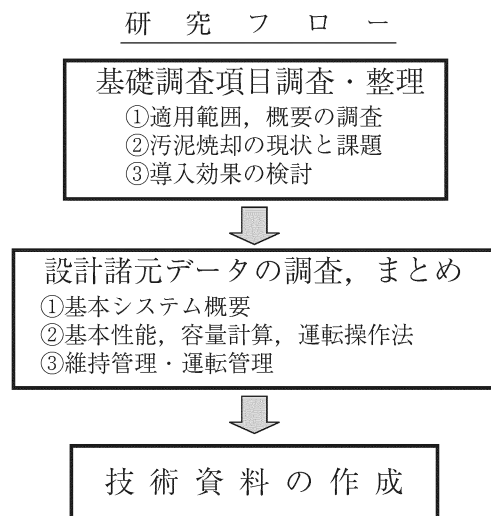 研究フロー
基礎調査項目調査・整理
①適用範囲，概要の調査
②汚泥焼却の現状と課題
③導入効果の検討
設計諸元データの調査，まとめ
①基本システム概要
②基本性能，容量計算，運転操作法
③維持管理・運転管理
技術資料の作成